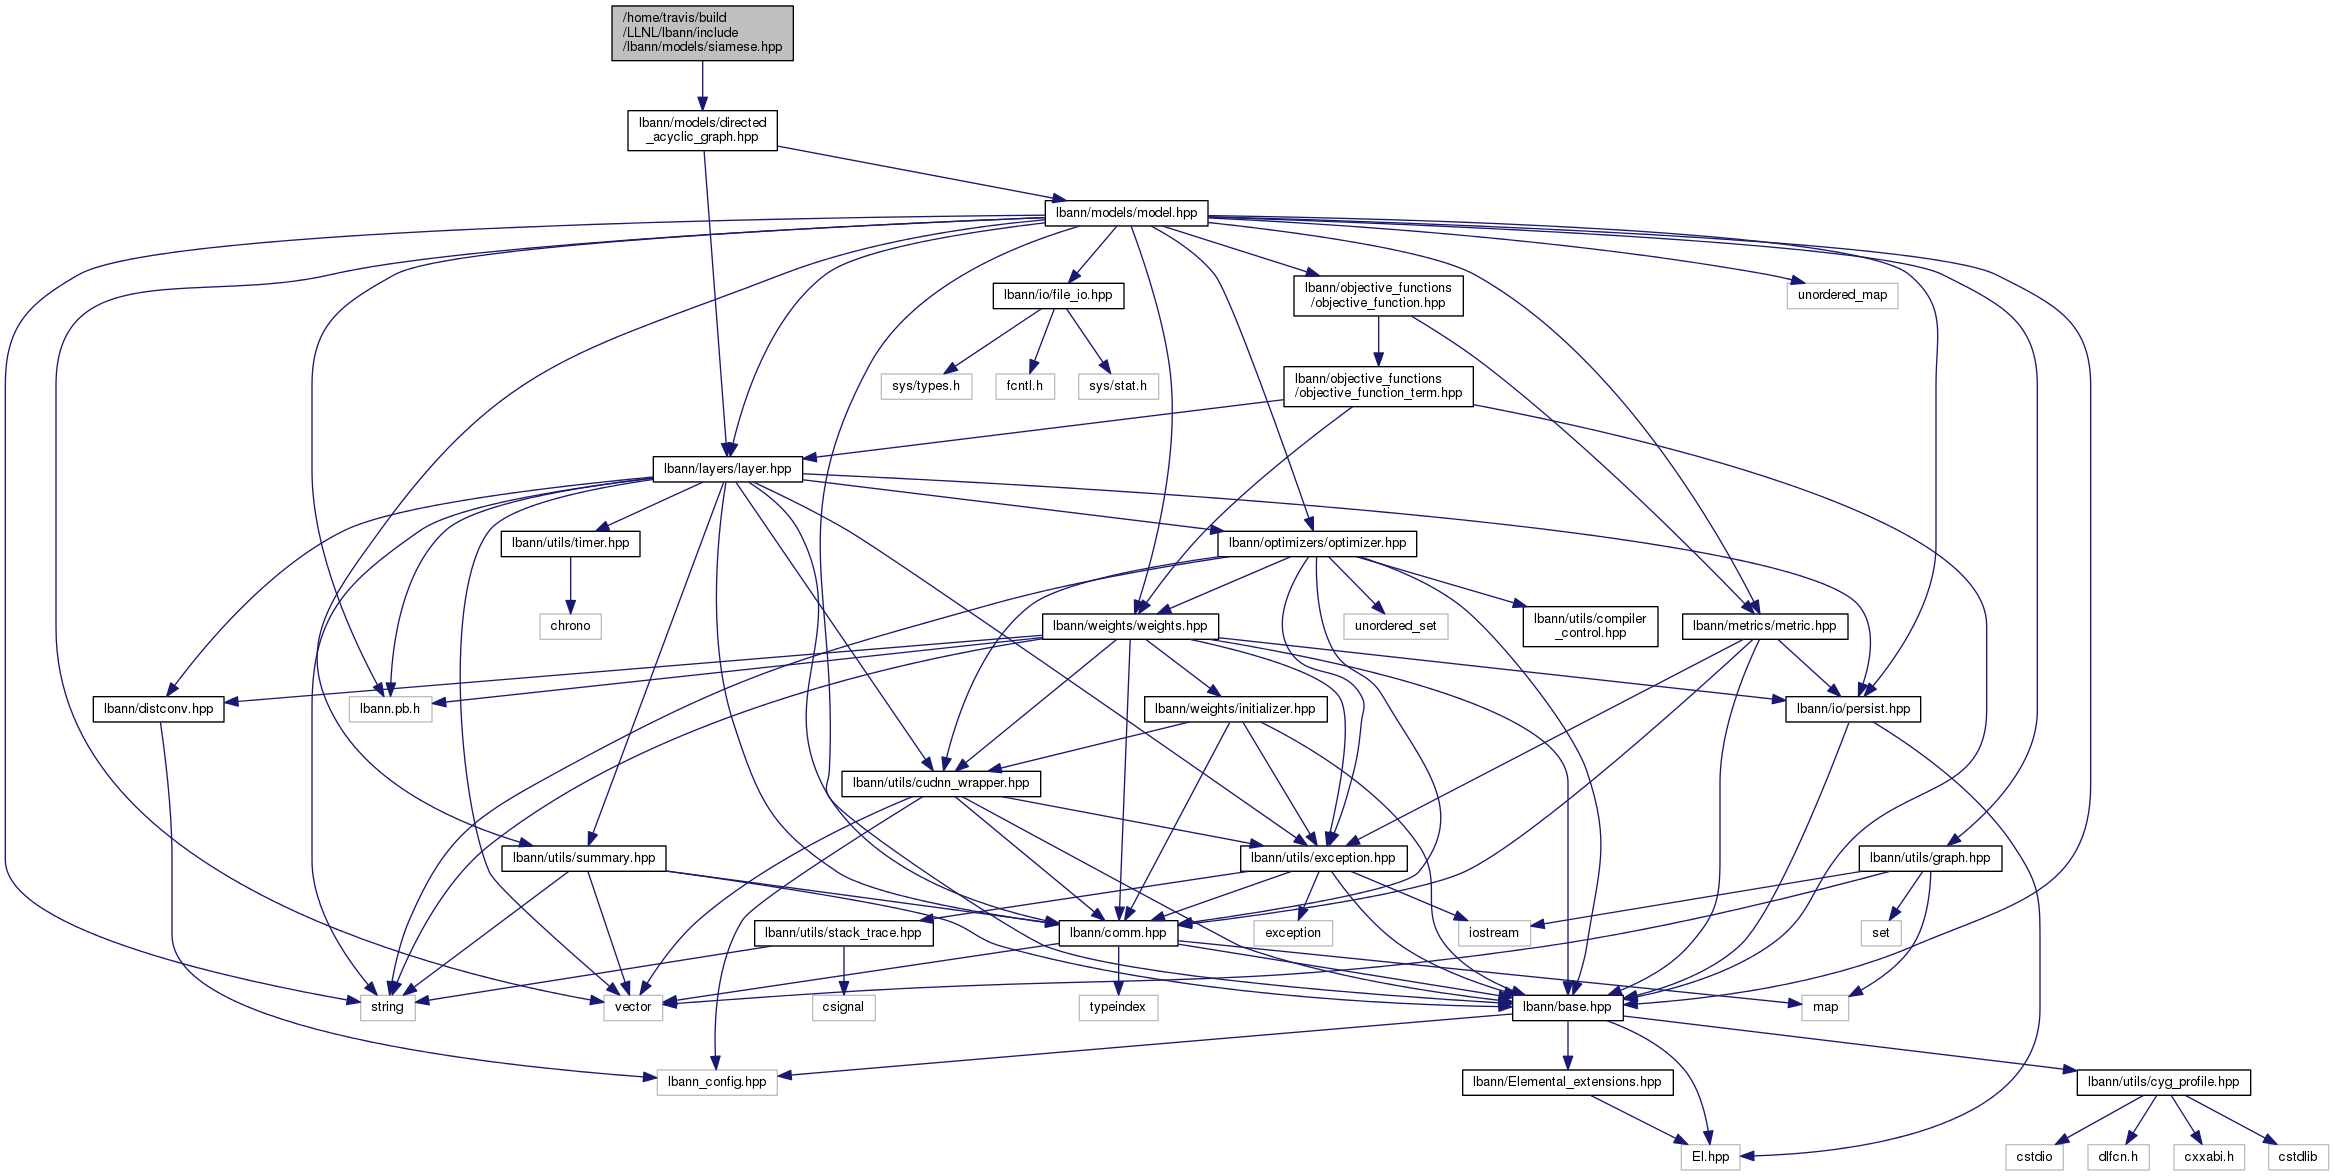 /home/travis/build
/LLNL/lbann/include
/lbann/models/siamese.hpp
lbann/models/directed
_acyclic_graph.hpp
lbann/models/model.hpp
lbann/io/file_io.hpp
lbann/objective_functions
/objective_function.hpp
unordered_map
sys/types.h
fcntl.h
sys/stat.h
lbann/objective_functions
/objective_function_term.hpp
lbann/layers/layer.hpp
lbann/utils/timer.hpp
lbann/optimizers/optimizer.hpp
chrono
lbann/weights/weights.hpp
unordered_set
lbann/utils/compiler
_control.hpp
lbann/metrics/metric.hpp
lbann/distconv.hpp
lbann.pb.h
lbann/weights/initializer.hpp
lbann/io/persist.hpp
lbann/utils/cudnn_wrapper.hpp
lbann/utils/summary.hpp
lbann/utils/exception.hpp
lbann/utils/graph.hpp
lbann/utils/stack_trace.hpp
lbann/comm.hpp
exception
iostream
set
string
vector
csignal
typeindex
lbann/base.hpp
map
lbann_config.hpp
lbann/Elemental_extensions.hpp
lbann/utils/cyg_profile.hpp
El.hpp
cstdio
dlfcn.h
cxxabi.h
cstdlib